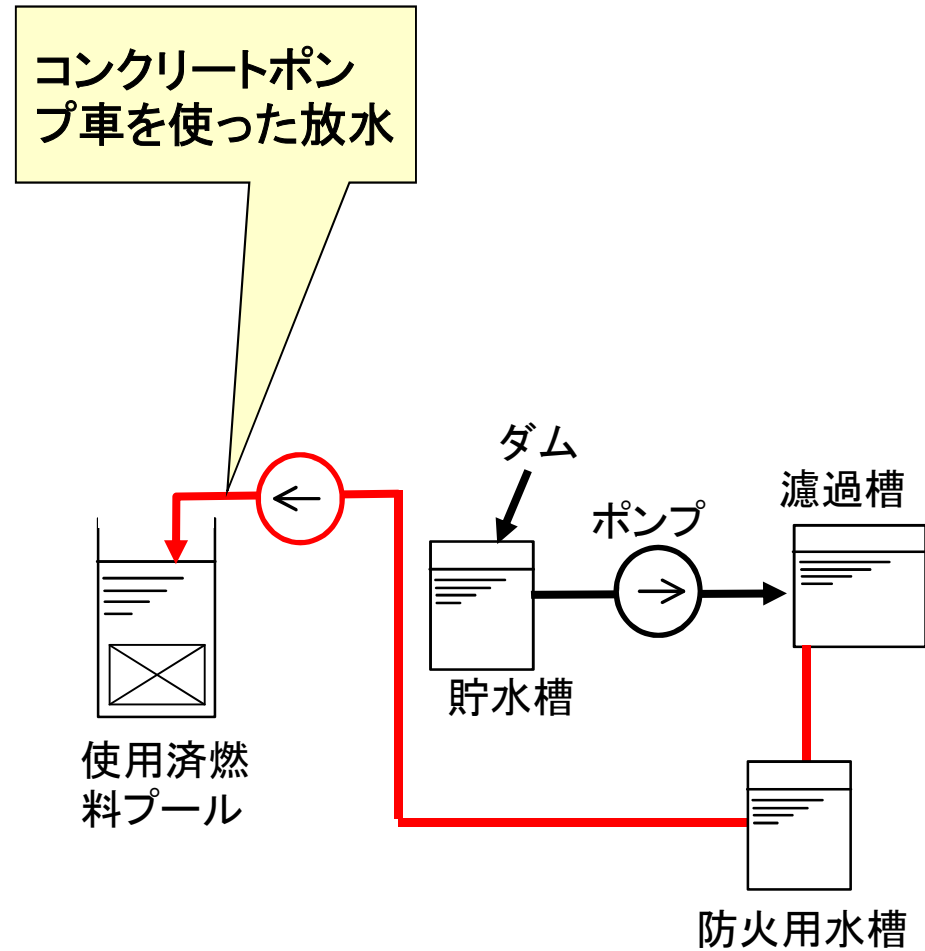 コンクリートポン
プ車を使った放水
ダム
ポンプ
濾過槽
貯水槽
使用済燃
料プール
防火用水槽